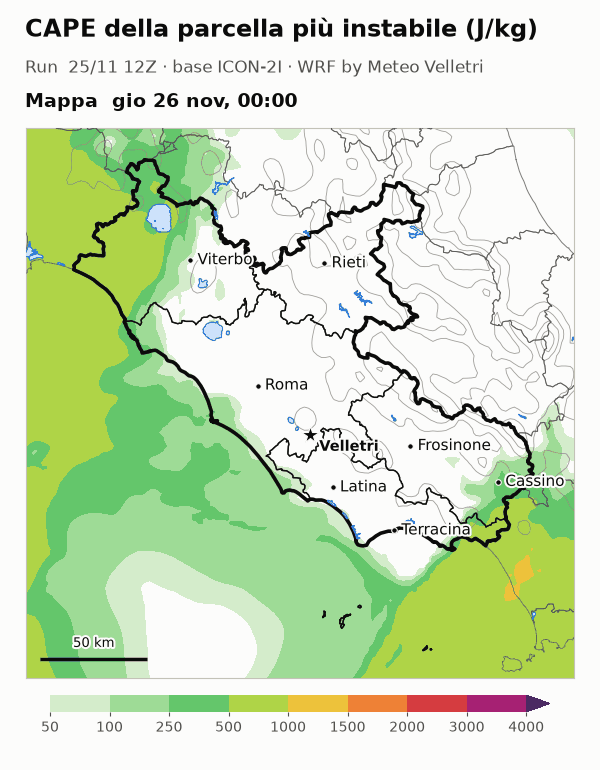 CAPE della parcella più instabile (J/kg)
Run  25/11 12Z · base ICON-2I · WRF by Meteo Velletri
Mappa  gio 26 nov, 00:00
Viterbo
Rieti
Roma
Velletri
Frosinone
Cassino
Latina
Terracina
50 km
50 100 250 500 1000 1500 2000 3000 4000